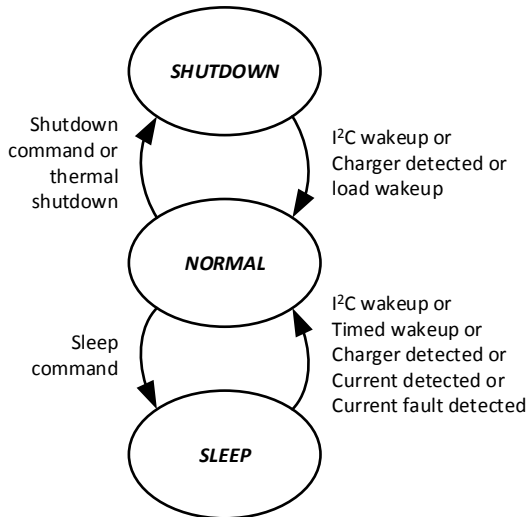 SHUTDOWN
Shutdown
command or
thermal
shutdown
I²C wakeup or
Charger detected or
load wakeup
NORMAL
Sleep
command
I²C wakeup or
Timed wakeup or
Charger detected or
Current detected or
Current fault detected
SLEEP